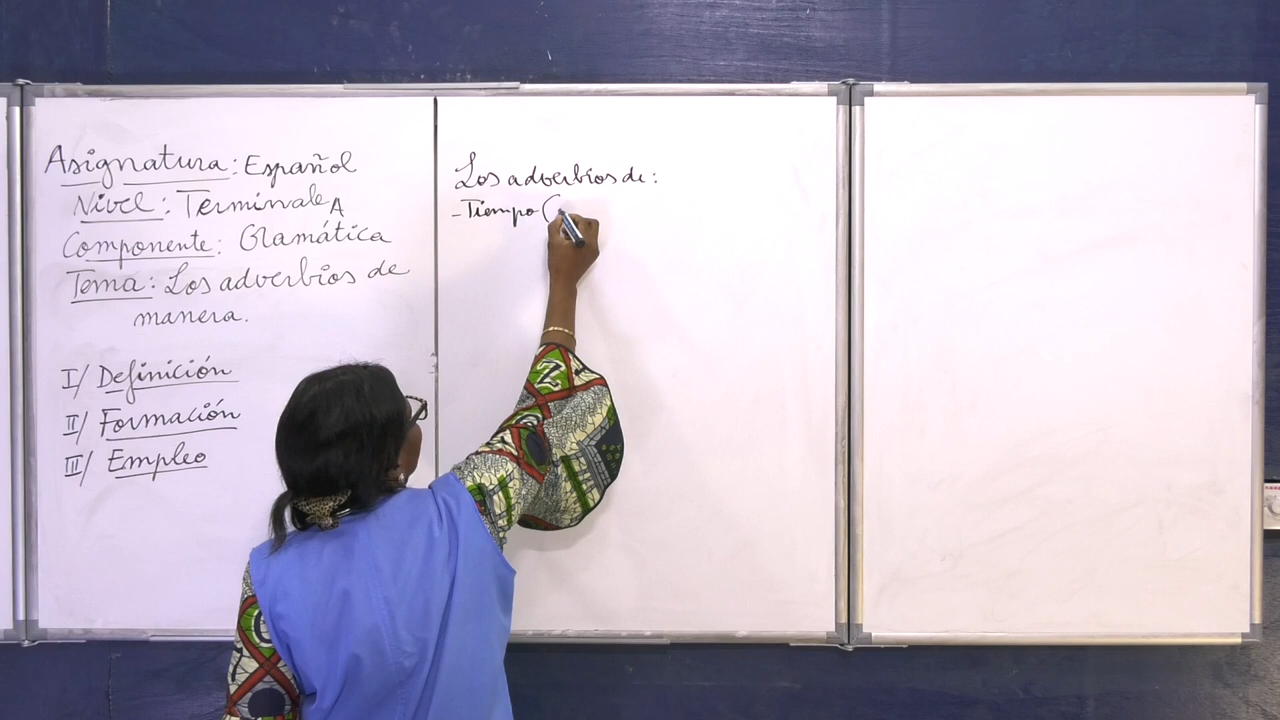 Asignatura: Español
Nivel: Terminale A
Componente: Gramática
Tema: Los adverbios de
manera.
I/ Definición
II/ Formación
III/ Empleo
Los adverbios de:
- Tiempo (